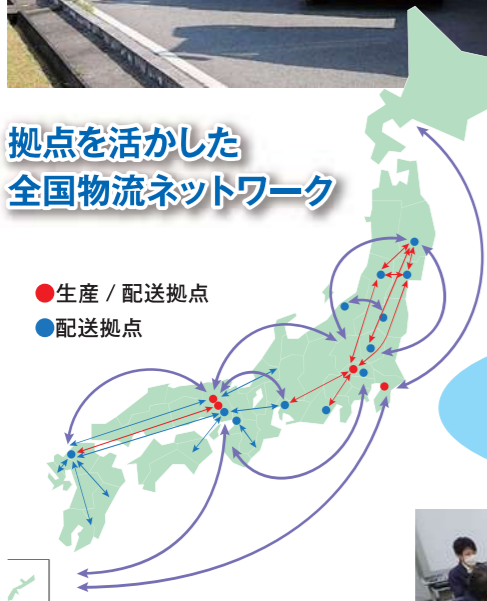 拠点を活かした
全国物流ネットワーク
●生産 / 配送拠点
●配送拠点